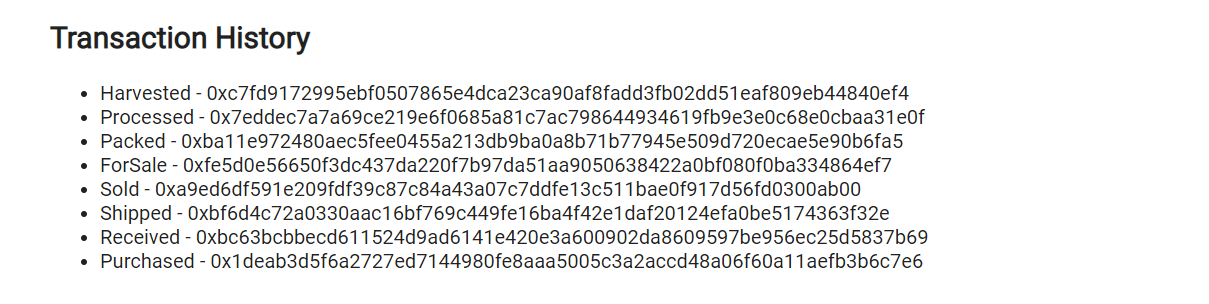 Transaction History
• Harvested - 0xc7fd9172995ebf0507865e4dca23ca90af8fadd3fb02dd51eaf809eb44840ef4
• Processed - 0x7eddec7a7a69ce219e6f0685a81c7ac798644934619fb9e3e0c68e0cbaa31e0f
• Packed - 0xba11e972480aec5fee0455a213db9ba0a8b71b77945e509d720ecae5e90b6fa5
• ForSale - 0xfe5d0e56650f3dc437da220f7b97da51aa9050638422a0bf080f0ba334864ef7
• Sold - 0xa9ed6df591e209fdf39c87c84a43a07c7ddfe13c511bae0f917d56fd0300ab00
• Shipped - 0xbf6d4c72a0330aac16bf769c449fe16ba4f42e1daf20124efa0be5174363f32e
• Received - 0xbc63bcbbecd611524d9ad6141e420e3a600902da8609597be956ec25d5837b69
• Purchased - 0x1deab3d5f6a2727ed7144980fe8aaa5005c3a2accd48a06f60a11aefb3b6c7e6